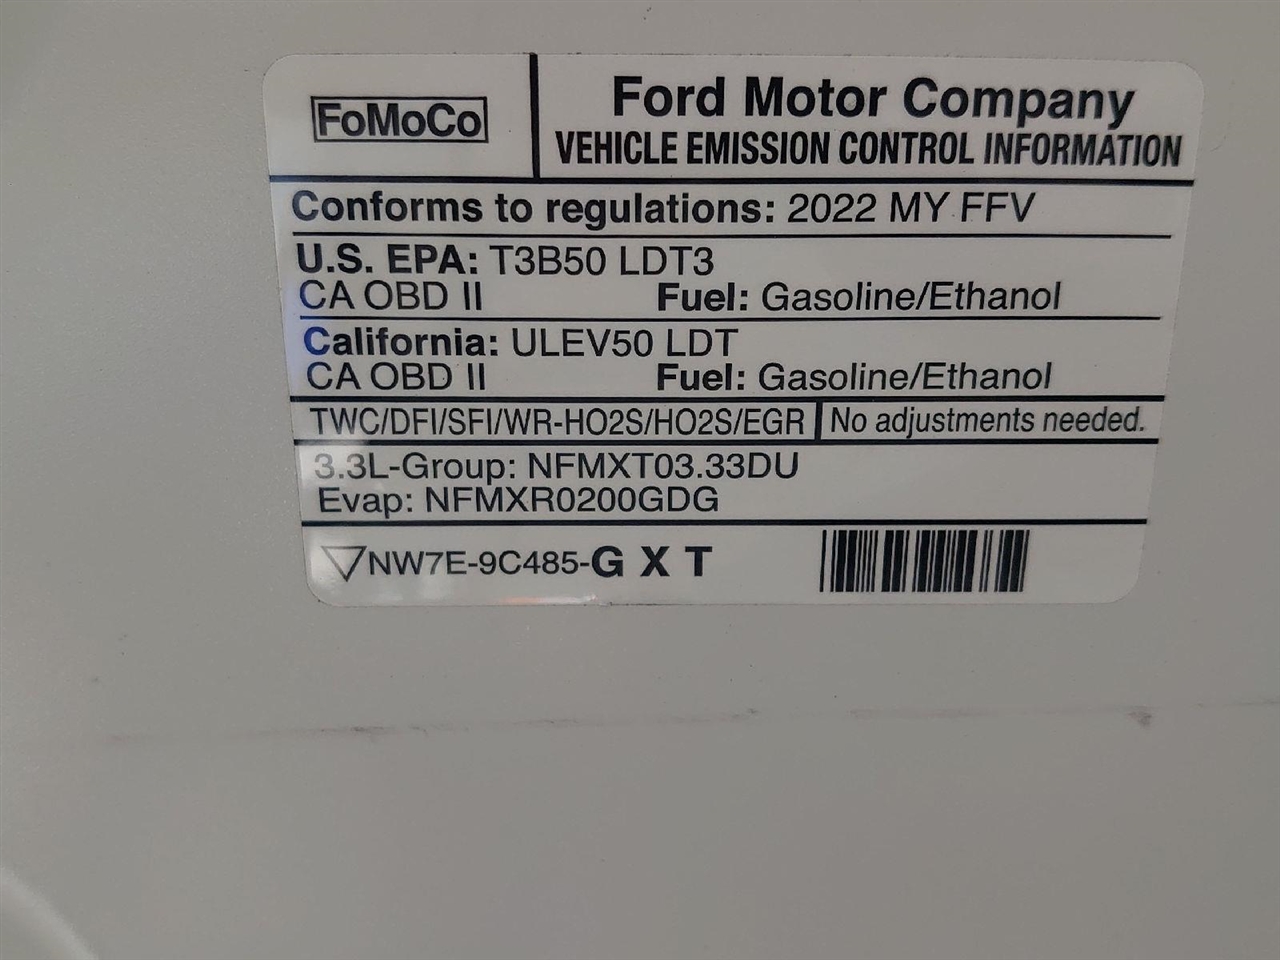 FoMoCo
Ford Motor Company
VEHICLE EMISSION CONTROL INFORMATION
Conforms to regulations: 2022 MY FFV
U.S. EPA: T3B50 LDT3
CA OBD II Fuel: Gasoline/Ethanol
California: ULEV50 LDT
CA OBD II Fuel: Gasoline/Ethanol
TWC/DFI/SFI/WR-HO2S/HO2S/EGR No adjustments needed.
3.3L-Group: NFMXT03.33DU
Evap: NFMXR0200GDG
NW7E-9C485-G X T